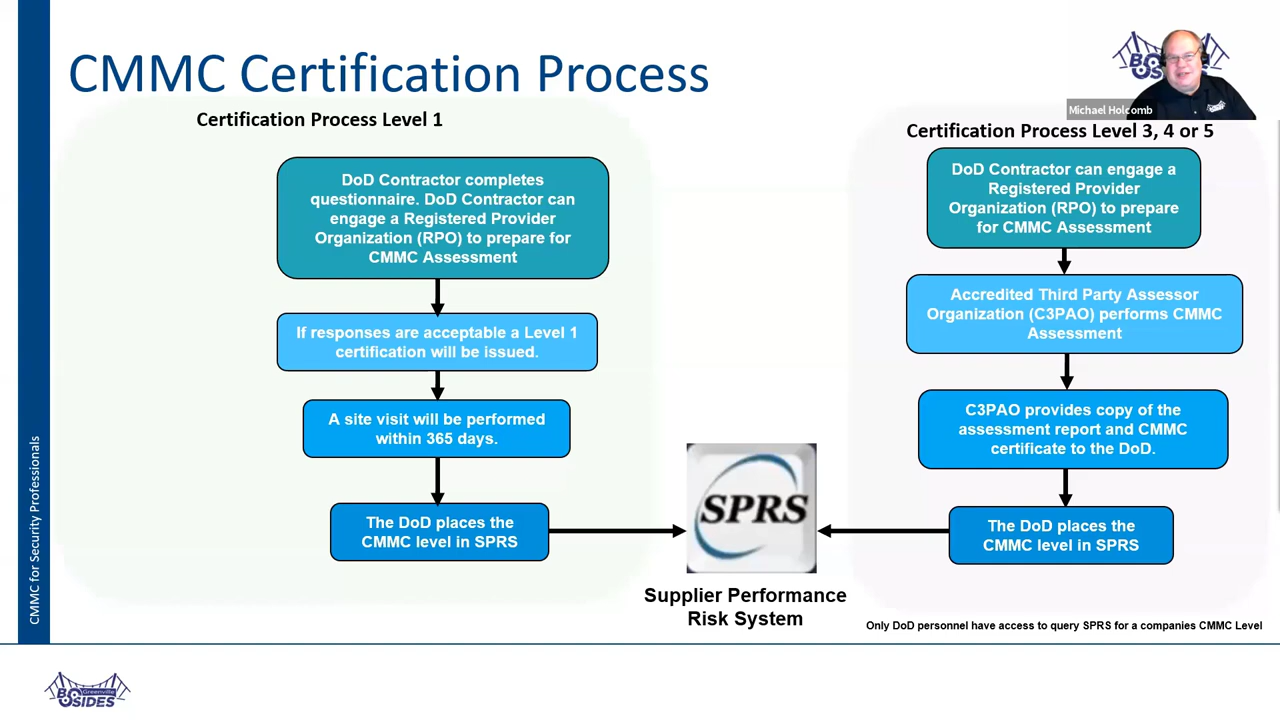 CMMC Certification Process
Certification Process Level 1
DoD Contractor completes
questionnaire. DoD Contractor can
engage a Registered Provider
Organization (RPO) to prepare for
CMMC Assessment
If responses are acceptable a Level 1
certification will be issued.
A site visit will be performed
within 365 days.
The DoD places the
CMMC level in SPRS
SPRS
Supplier Performance
Risk System
Michael Holcomb
Certification Process Level 3, 4 or 5
DoD Contractor can engage a
Registered Provider
Organization (RPO) to prepare
for CMMC Assessment
Accredited Third Party Assessor
Organization (C3PAO) performs CMMC
Assessment
C3PAO provides copy of the
assessment report and CMMC
certificate to the DoD.
The DoD places the
CMMC level in SPRS
Only DoD personnel have access to query SPRS for a companies CMMC Level
CMMC for Security Professionals
Greenville
BSIDES